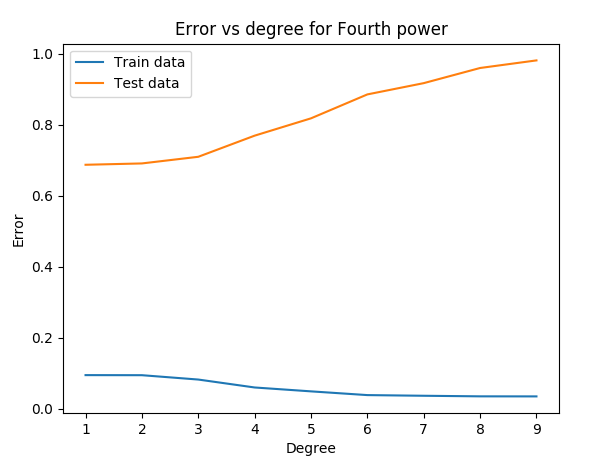 Error vs degree for Fourth power
Train data
Test data
1.0
0.8
0.6
0.4
0.2
0.0
Error
1 2 3 4 5 6 7 8 9
Degree